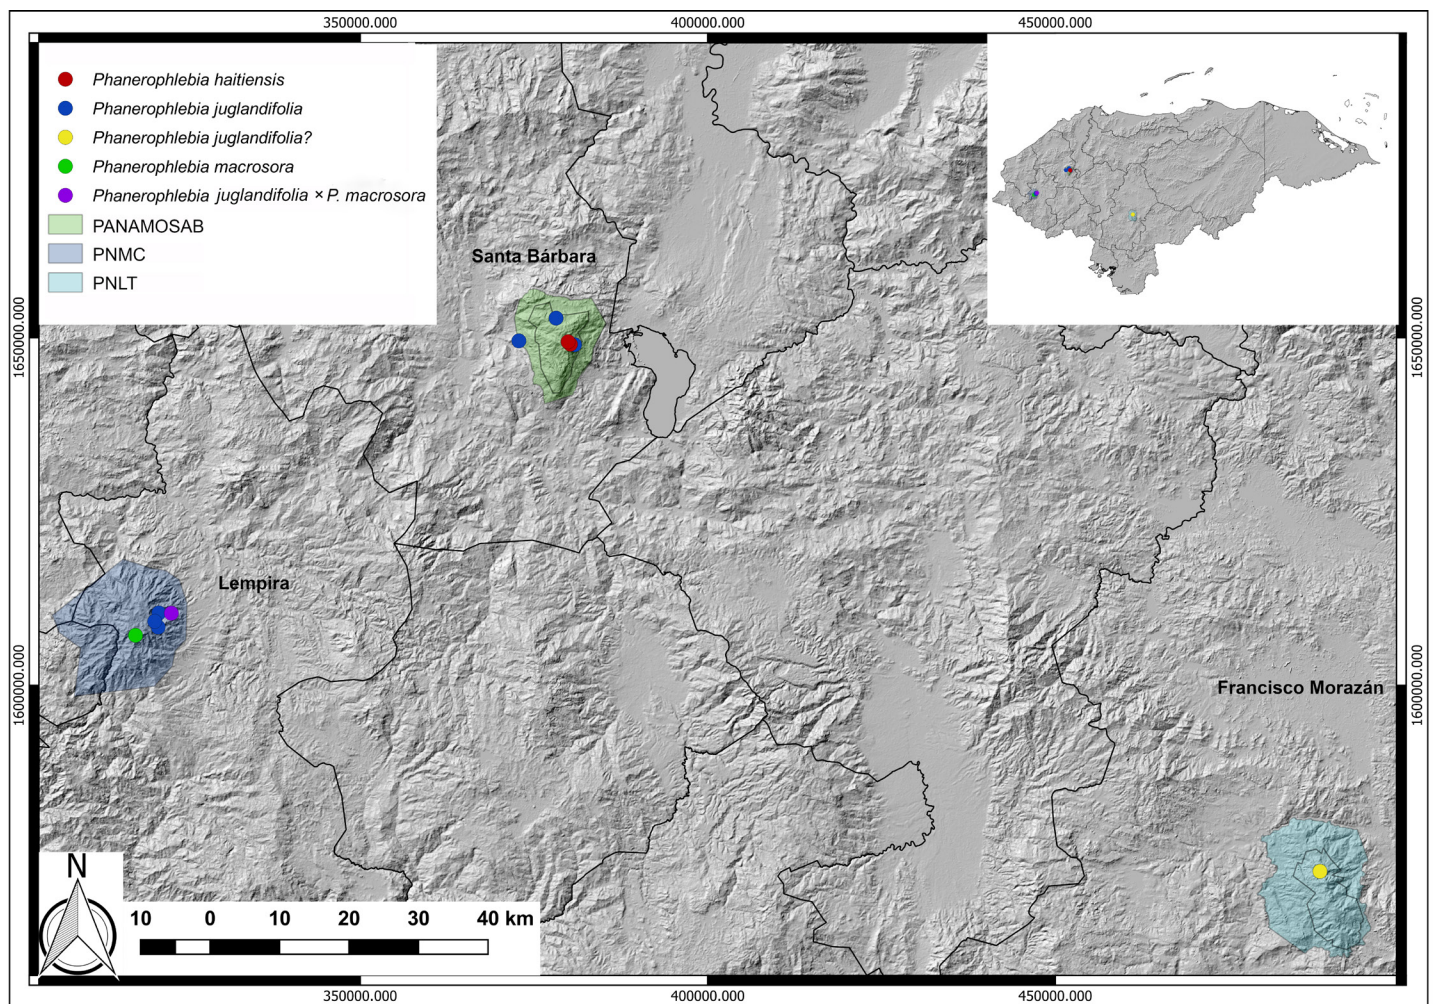 350000.000 400000.000 450000.000
Phanerophlebia haitiensis
Phanerophlebia juglandifolia
Phanerophlebia juglandifolia?
Phanerophlebia macrosora
Phanerophlebia juglandifolia × P. macrosora
PANAMOSAB
PNMC
PNLT
Santa Bárbara
1650000.000
1650000.000
Lempira
1600000.000
1600000.000
Francisco Morazán
N
10 0 10 20 30 40 km
350000.000 400000.000 450000.000